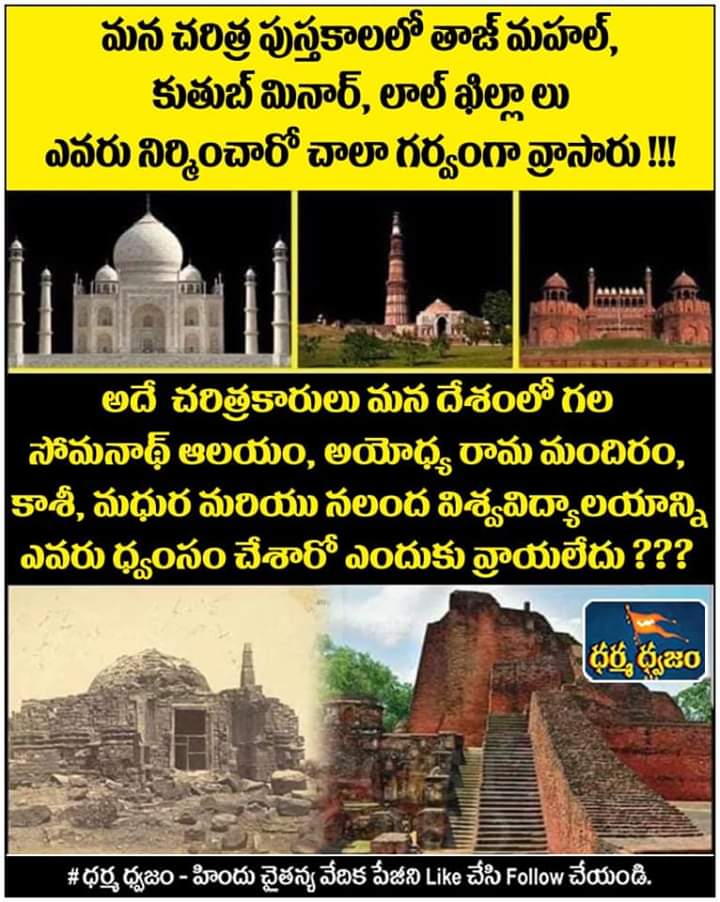 మన చరిత్ర పుస్తకాలలో తాజ్ మహల్,
కుతుబ్ మినార్, లాల్ ఖిల్లా లు
ఎవరు నిర్మించారో చాలా గర్వంగా వ్రాసారు !!!
అదే చరిత్రకారులు మన దేశంలో గల
సోమనాథ్ ఆలయం, అయోధ్య రామ మందిరం,
కాశీ, మధుర మరియు నలంద విశ్వవిద్యాలయాన్ని
ఎవరు ధ్వంసం చేశారో ఎందుకు వ్రాయలేదు ???
ధర్మ ధ్వజం
# ధర్మ ధ్వజం - హిందు చైతన్య వేదిక పేజీని Like చేసి Follow చేయండి.